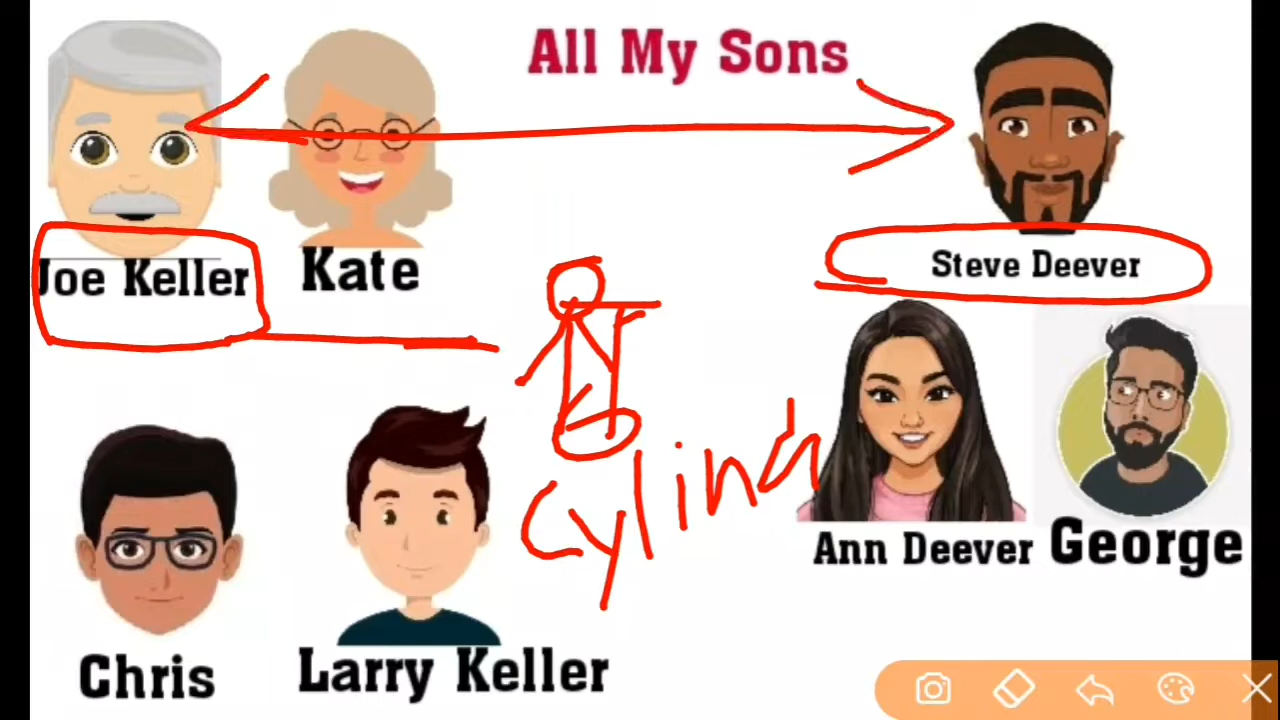 All My Sons
Joe Keller
Kate
Steve Deever
Cylind
Ann Deever
George
Chris
Larry Keller